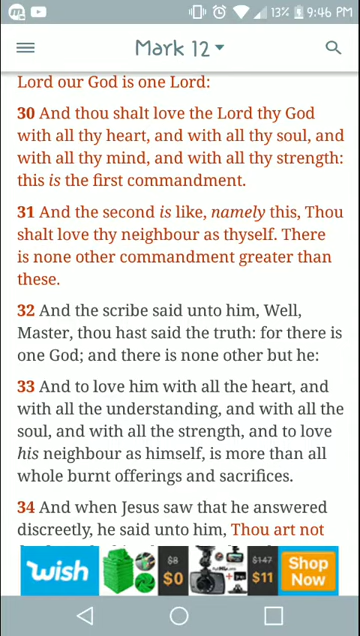 13% 9:46 PM
Mark 12
Lord our God is one Lord:
30 And thou shalt love the Lord thy God
with all thy heart, and with all thy soul, and
with all thy mind, and with all thy strength:
this is the first commandment.
31 And the second is like, namely this, Thou
shalt love thy neighbour as thyself. There
is none other commandment greater than
these.
32 And the scribe said unto him, Well,
Master, thou hast said the truth: for there is
one God; and there is none other but he:
33 And to love him with all the heart, and
with all the understanding, and with all the
soul, and with all the strength, and to love
his neighbour as himself, is more than all
whole burnt offerings and sacrifices.
34 And when Jesus saw that he answered
discreetly, he said unto him, Thou art not
wish
$8
$0
$147
$11
Shop
Now